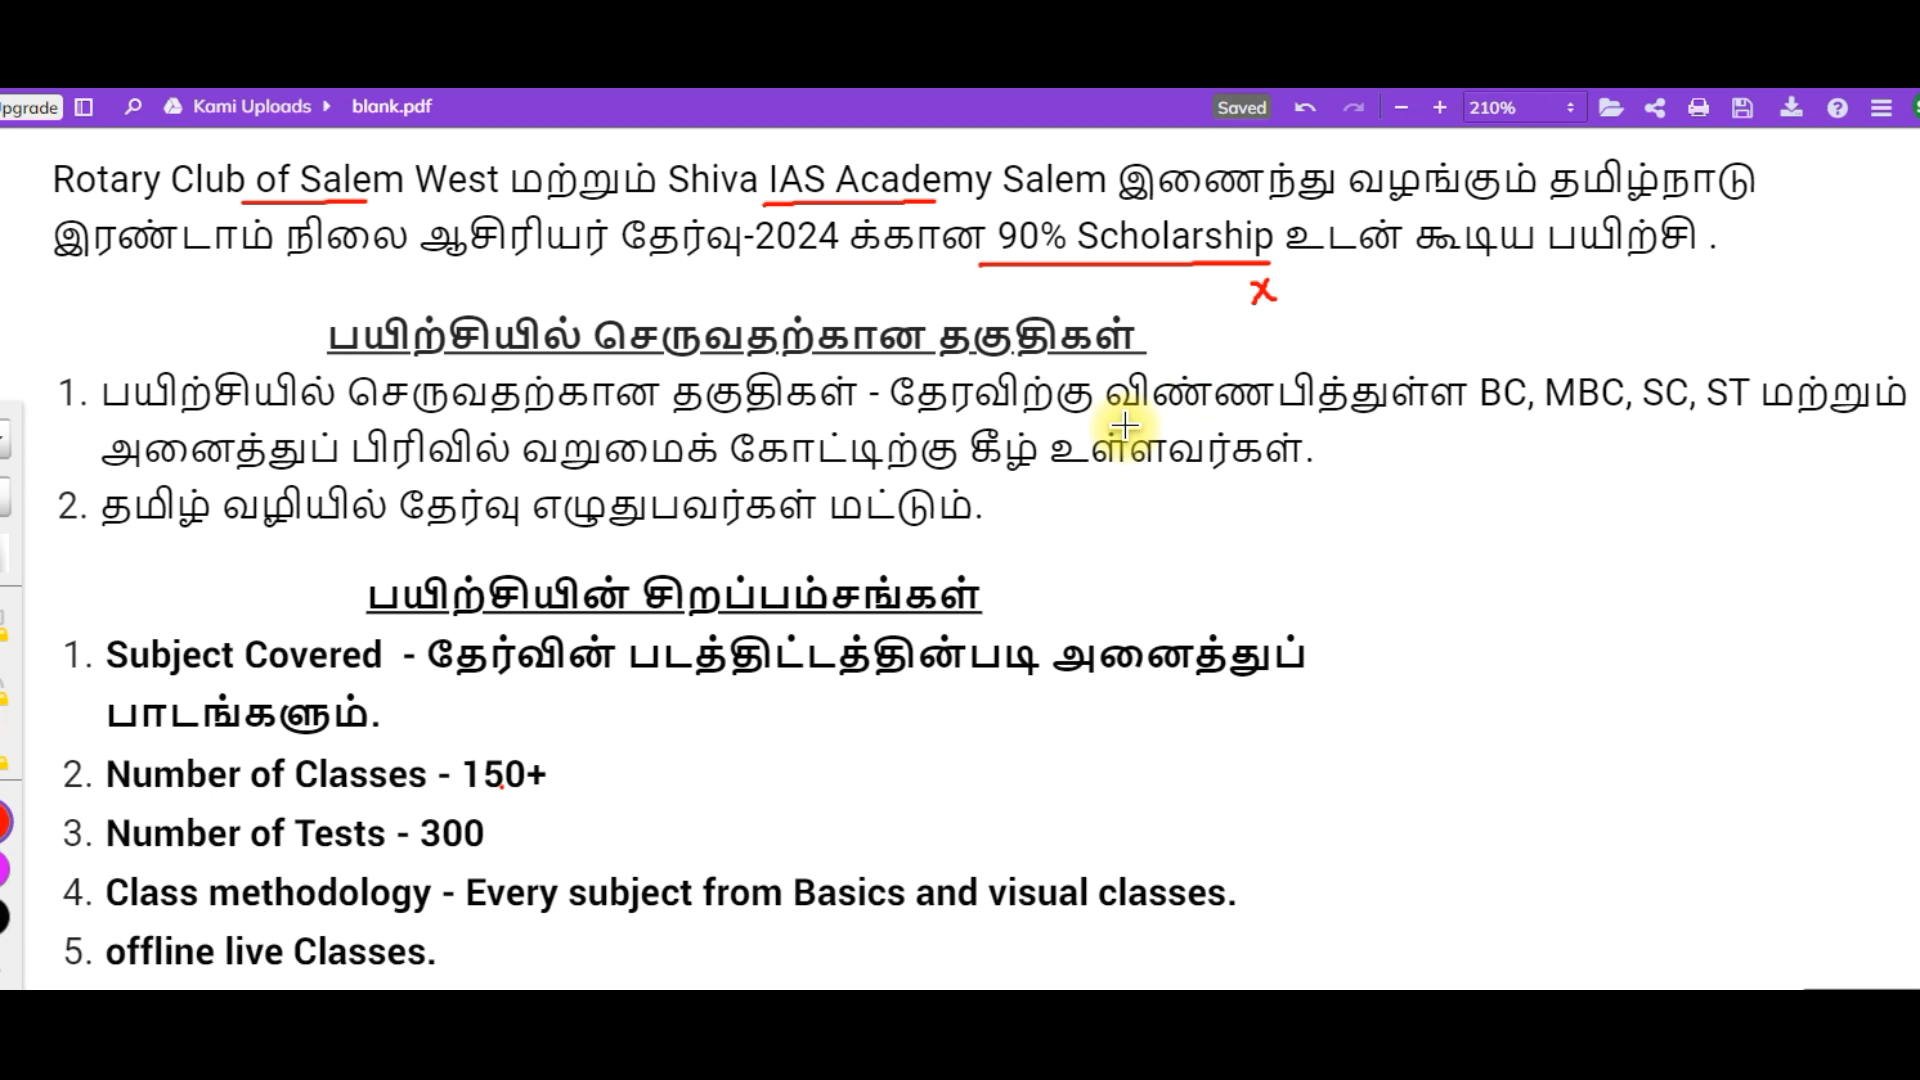 Upgrade Kami Uploads blank.pdf Saved 210%
Rotary Club of Salem West மற்றும் Shiva IAS Academy Salem இணைந்து வழங்கும் தமிழ்நாடு
இரண்டாம் நிலை ஆசிரியர் தேர்வு-2024 க்கான 90% Scholarship உடன் கூடிய பயிற்சி .
x
பயிற்சியில் செருவதற்கான தகுதிகள்
1. பயிற்சியில் செருவதற்கான தகுதிகள் - தேரவிற்கு விண்ணபித்துள்ள BC, MBC, SC, ST மற்றும்
அனைத்துப் பிரிவில் வறுமைக் கோட்டிற்கு கீழ் உள்ளவர்கள்.
2. தமிழ் வழியில் தேர்வு எழுதுபவர்கள் மட்டும்.
பயிற்சியின் சிறப்பம்சங்கள்
1. Subject Covered - தேர்வின் படத்திட்டத்தின்படி அனைத்துப்
பாடங்களும்.
2. Number of Classes - 150+
3. Number of Tests - 300
4. Class methodology - Every subject from Basics and visual classes.
5. offline live Classes.